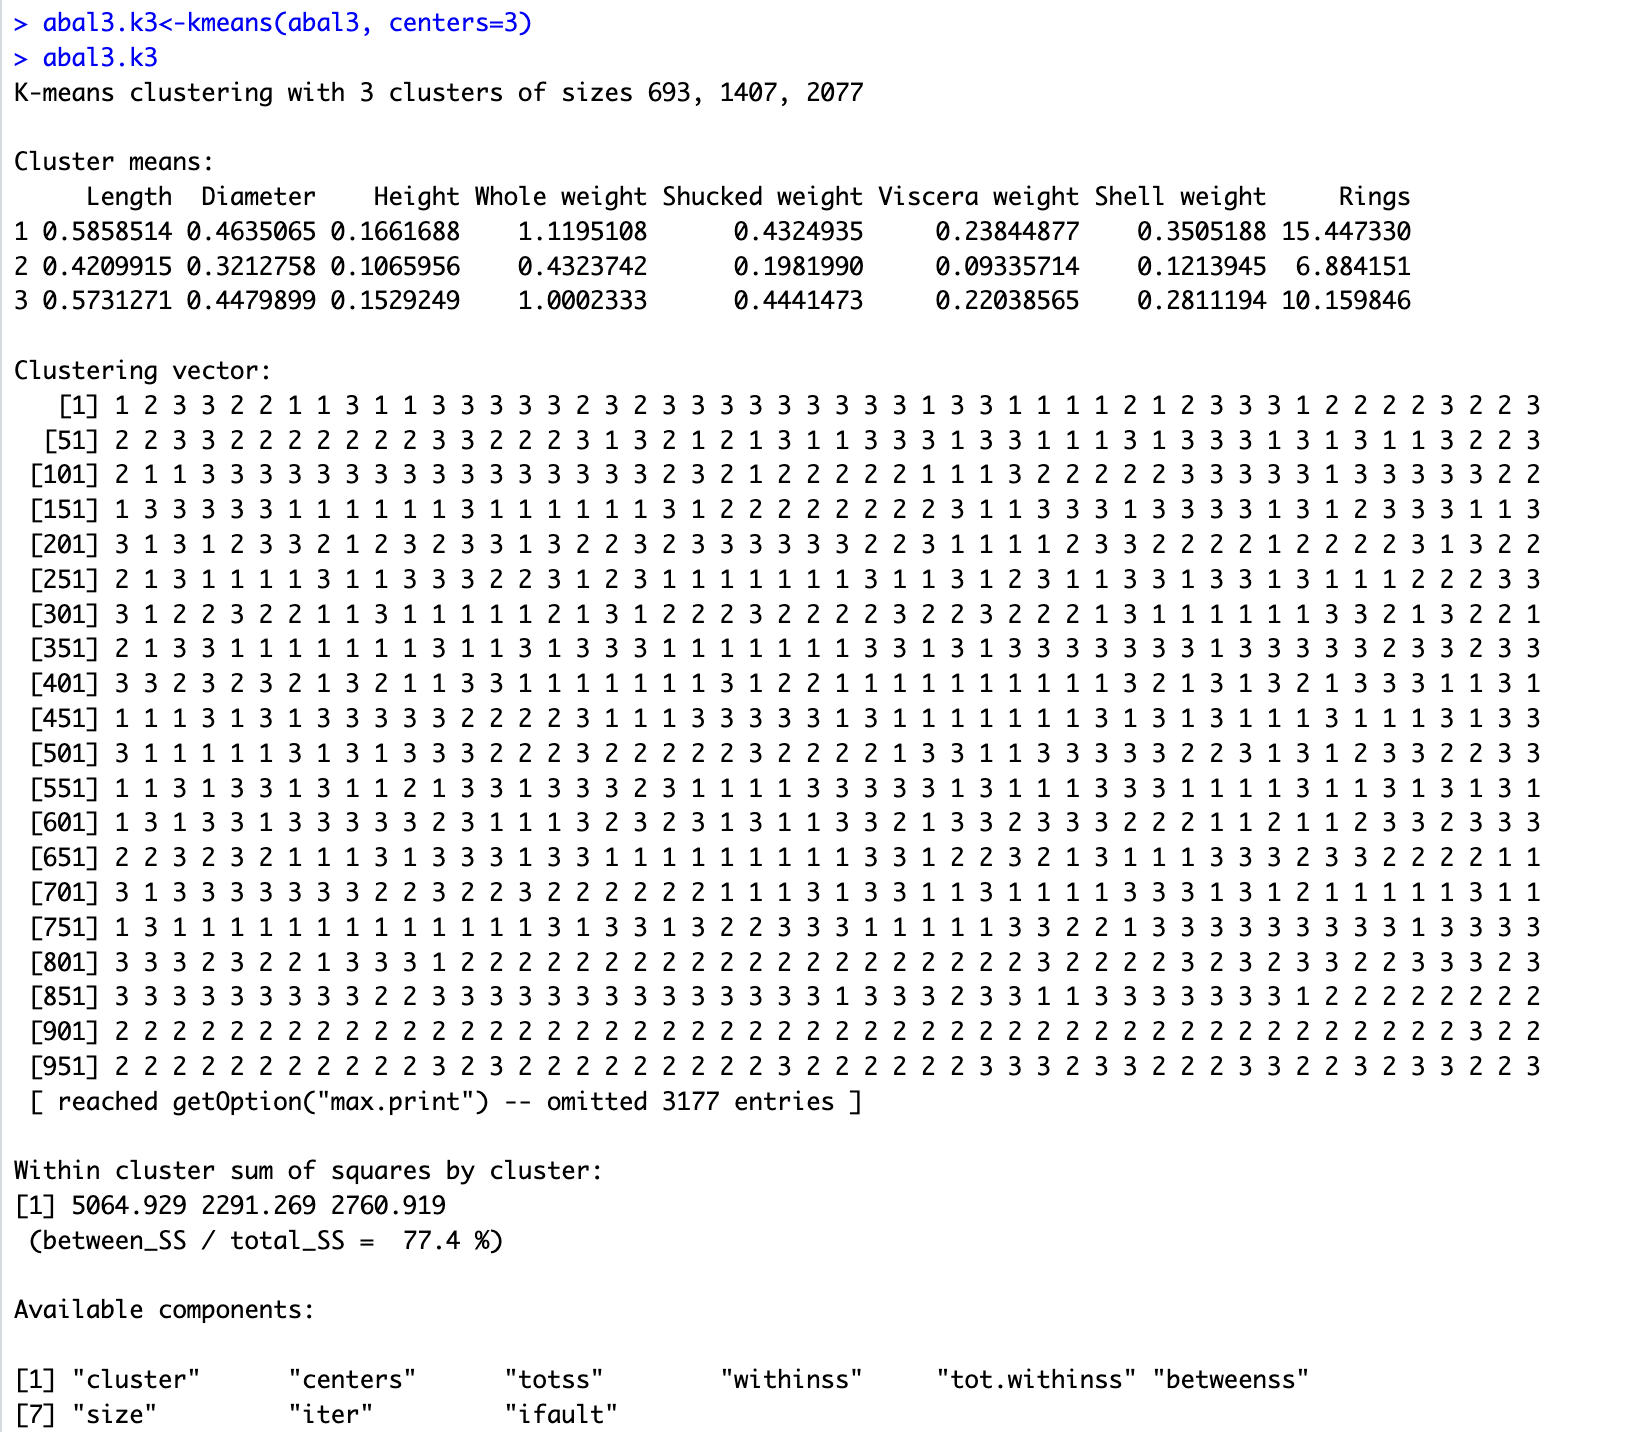 > abal3.k3<-kmeans(abal3, centers=3)
> abal3.k3
K-means clustering with 3 clusters of sizes 693, 1407, 2077
Cluster means:
     Length  Diameter    Height Whole weight Shucked weight Viscera weight Shell weight     Rings
1 0.5858514 0.4635065 0.1661688    1.1195108      0.4324935     0.23844877    0.3505188 15.447330
2 0.4209915 0.3212758 0.1065956    0.4323742      0.1981990     0.09335714    0.1213945  6.884151
3 0.5731271 0.4479899 0.1529249    1.0002333      0.4441473     0.22038565    0.2811194 10.159846
Clustering vector:
   [1] 1 2 3 3 2 2 1 1 3 1 1 3 3 3 3 3 2 3 2 3 3 3 3 3 3 3 3 3 1 3 3 1 1 1 1 2 1 2 3 3 3 1 2 2 2 2 3 2 2 3
  [51] 2 2 3 3 2 2 2 2 2 2 2 3 3 2 2 2 3 1 3 2 1 2 1 3 1 1 3 3 3 1 3 3 1 1 1 3 1 3 3 3 1 3 1 3 1 1 3 2 2 3
 [101] 2 1 1 3 3 3 3 3 3 3 3 3 3 3 3 3 3 3 3 2 3 2 1 2 2 2 2 2 1 1 1 3 2 2 2 2 2 3 3 3 3 3 1 3 3 3 3 3 2 2
 [151] 1 3 3 3 3 3 1 1 1 1 1 1 3 1 1 1 1 1 1 3 1 2 2 2 2 2 2 2 2 3 1 1 3 3 3 1 3 3 3 3 1 3 1 2 3 3 3 1 1 3
 [201] 3 1 3 1 2 3 3 2 1 2 3 2 3 3 1 3 2 2 3 2 3 3 3 3 3 3 2 2 3 1 1 1 1 2 3 3 2 2 2 2 1 2 2 2 2 3 1 3 2 2
 [251] 2 1 3 1 1 1 1 3 1 1 3 3 3 2 2 3 1 2 3 1 1 1 1 1 1 1 3 1 1 3 1 2 3 1 1 3 3 1 3 3 1 3 1 1 1 2 2 2 3 3
 [301] 3 1 2 2 3 2 2 1 1 3 1 1 1 1 1 2 1 3 1 2 2 2 3 2 2 2 2 3 2 2 3 2 2 2 1 3 1 1 1 1 1 1 3 3 2 1 3 2 2 1
 [351] 2 1 3 3 1 1 1 1 1 1 1 3 1 1 3 1 3 3 3 1 1 1 1 1 1 1 3 3 1 3 1 3 3 3 3 3 3 3 1 3 3 3 3 3 2 3 3 2 3 3
 [401] 3 3 2 3 2 3 2 1 3 2 1 1 3 3 1 1 1 1 1 1 1 3 1 2 2 1 1 1 1 1 1 1 1 1 1 3 2 1 3 1 3 2 1 3 3 3 1 1 3 1
 [451] 1 1 1 3 1 3 1 3 3 3 3 3 2 2 2 2 3 1 1 1 3 3 3 3 3 1 3 1 1 1 1 1 1 1 3 1 3 1 3 1 1 1 3 1 1 1 3 1 3 3
 [501] 3 1 1 1 1 1 3 1 3 1 3 3 3 2 2 2 3 2 2 2 2 2 3 2 2 2 2 1 3 3 1 1 3 3 3 3 3 2 2 3 1 3 1 2 3 3 2 2 3 3
 [551] 1 1 3 1 3 3 1 3 1 1 2 1 3 3 1 3 3 3 2 3 1 1 1 1 3 3 3 3 3 1 3 1 1 1 3 3 3 1 1 1 1 3 1 1 3 1 3 1 3 1
 [601] 1 3 1 3 3 1 3 3 3 3 3 2 3 1 1 1 3 2 3 2 3 1 3 1 1 3 3 2 1 3 3 2 3 3 3 2 2 2 1 1 2 1 1 2 3 3 2 3 3 3
 [651] 2 2 3 2 3 2 1 1 1 3 1 3 3 3 1 3 3 1 1 1 1 1 1 1 1 1 3 3 1 2 2 3 2 1 3 1 1 1 3 3 3 2 3 3 2 2 2 2 1 1
 [701] 3 1 3 3 3 3 3 3 3 2 2 3 2 2 3 2 2 2 2 2 2 1 1 1 3 1 3 3 1 1 3 1 1 1 1 3 3 3 1 3 1 2 1 1 1 1 1 3 1 1
 [751] 1 3 1 1 1 1 1 1 1 1 1 1 1 1 1 3 1 3 3 1 3 2 2 3 3 3 1 1 1 1 1 3 3 2 2 1 3 3 3 3 3 3 3 3 3 1 3 3 3 3
 [801] 3 3 3 2 3 2 2 1 3 3 3 1 2 2 2 2 2 2 2 2 2 2 2 2 2 2 2 2 2 2 2 2 3 2 2 2 2 3 2 3 2 3 3 2 2 3 3 3 2 3
 [851] 3 3 3 3 3 3 3 3 3 2 2 3 3 3 3 3 3 3 3 3 3 3 3 3 3 1 3 3 3 2 3 3 1 1 3 3 3 3 3 3 3 1 2 2 2 2 2 2 2 2
 [901] 2 2 2 2 2 2 2 2 2 2 2 2 2 2 2 2 2 2 2 2 2 2 2 2 2 2 2 2 2 2 2 2 2 2 2 2 2 2 2 2 2 2 2 2 2 2 2 3 2 2
 [951] 2 2 2 2 2 2 2 2 2 2 2 3 2 3 2 2 2 2 2 2 2 2 2 3 2 2 2 2 2 2 3 3 3 2 3 3 2 2 2 3 3 2 2 3 2 3 3 2 2 3
 [ reached getOption("max.print") -- omitted 3177 entries ]
Within cluster sum of squares by cluster:
[1] 5064.929 2291.269 2760.919
 (between_SS / total_SS =  77.4 %)
Available components:
[1] "cluster"      "centers"      "totss"        "withinss"     "tot.withinss" "betweenss"
[7] "size"         "iter"         "ifault"